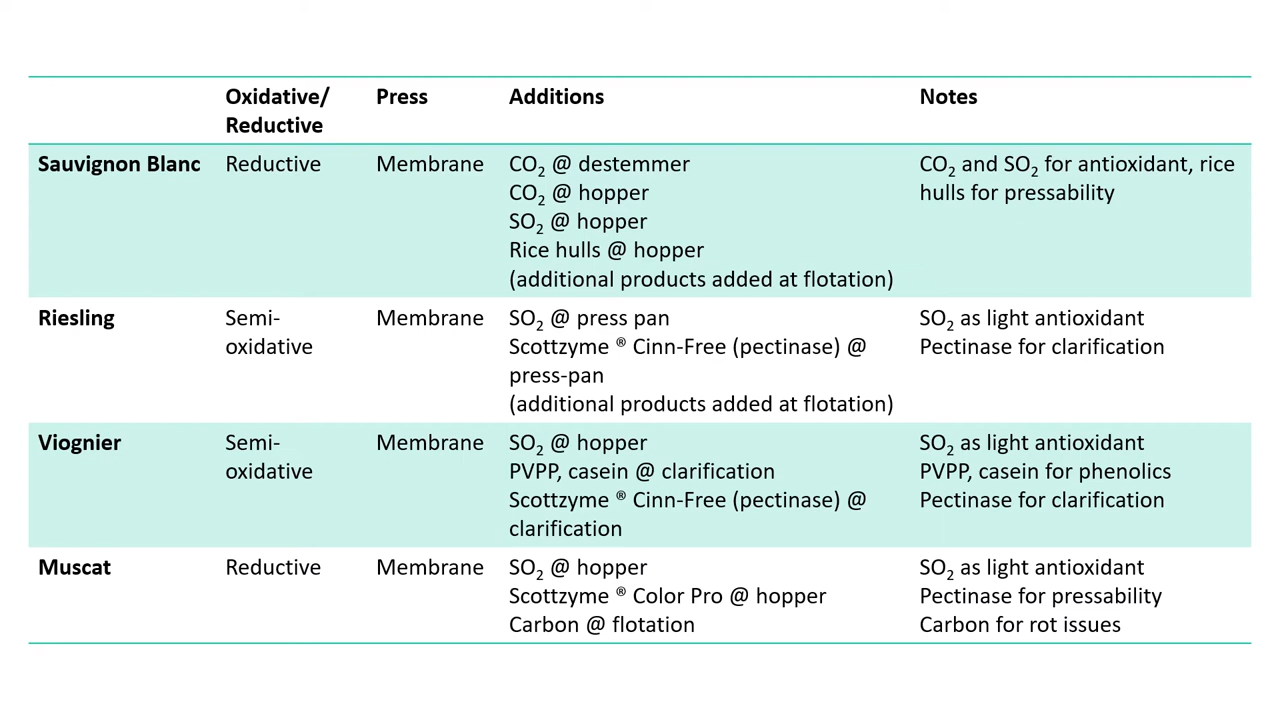 Oxidative/ Press Additions Notes
Reductive
Sauvignon Blanc Reductive Membrane CO₂ @ destemmer CO₂ and SO₂ for antioxidant, rice
CO₂ @ hopper hulls for pressability
SO₂ @ hopper
Rice hulls @ hopper
(additional products added at flotation)
Riesling Semi- Membrane SO₂ @ press pan SO₂ as light antioxidant
oxidative Scottzyme ® Cinn-Free (pectinase) @ Pectinase for clarification
press-pan
(additional products added at flotation)
Viognier Semi- Membrane SO₂ @ hopper SO₂ as light antioxidant
oxidative PVPP, casein @ clarification PVPP, casein for phenolics
Scottzyme ® Cinn-Free (pectinase) @ Pectinase for clarification
clarification
Muscat Reductive Membrane SO₂ @ hopper SO₂ as light antioxidant
Scottzyme ® Color Pro @ hopper Pectinase for pressability
Carbon @ flotation Carbon for rot issues